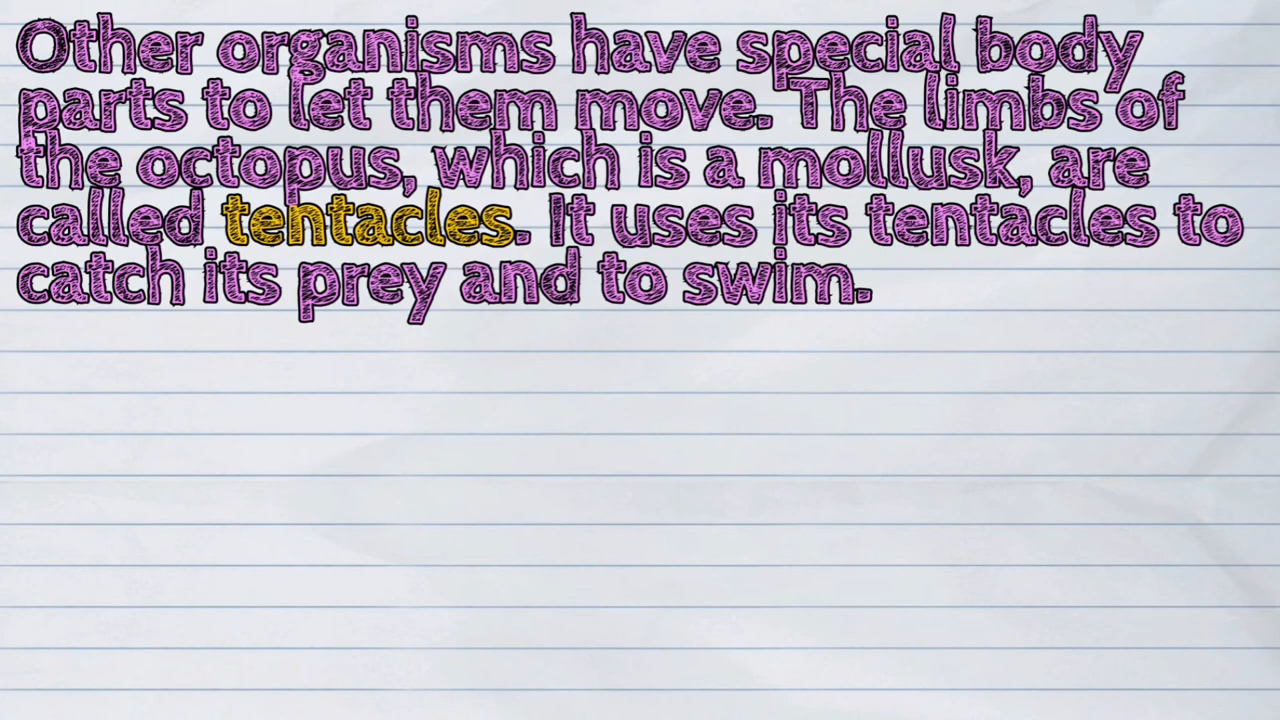 Other organisms have special body
parts to let them move. The limbs of
the octopus, which is a mollusk, are
called tentacles. It uses its tentacles to
catch its prey and to swim.